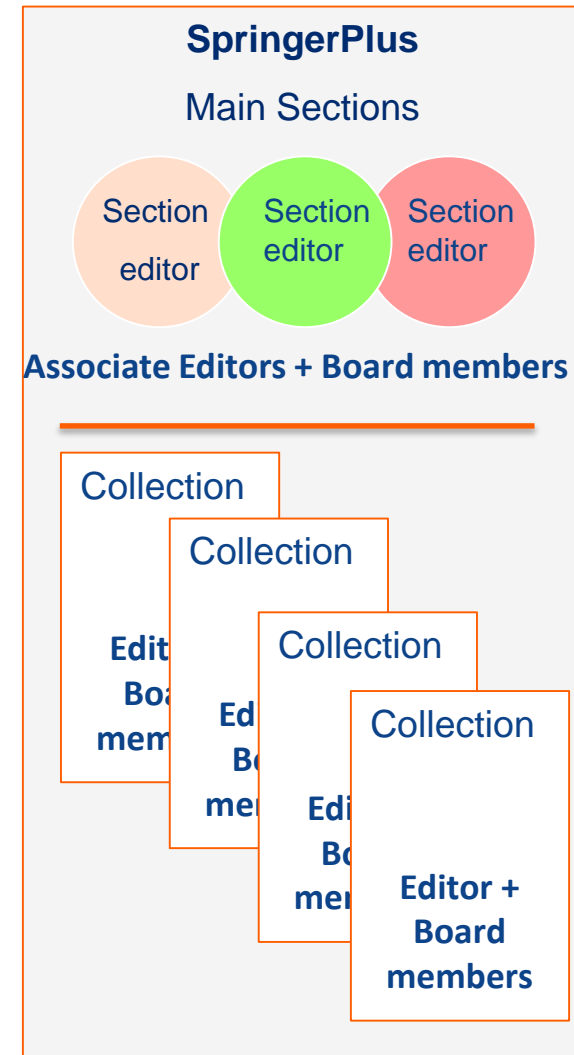 SpringerPlus
Main Sections
Section
editor
Section
editor
Section
editor
Associate Editors + Board members
Collection
Collection
Collection
Collection
Editor +
Board
members